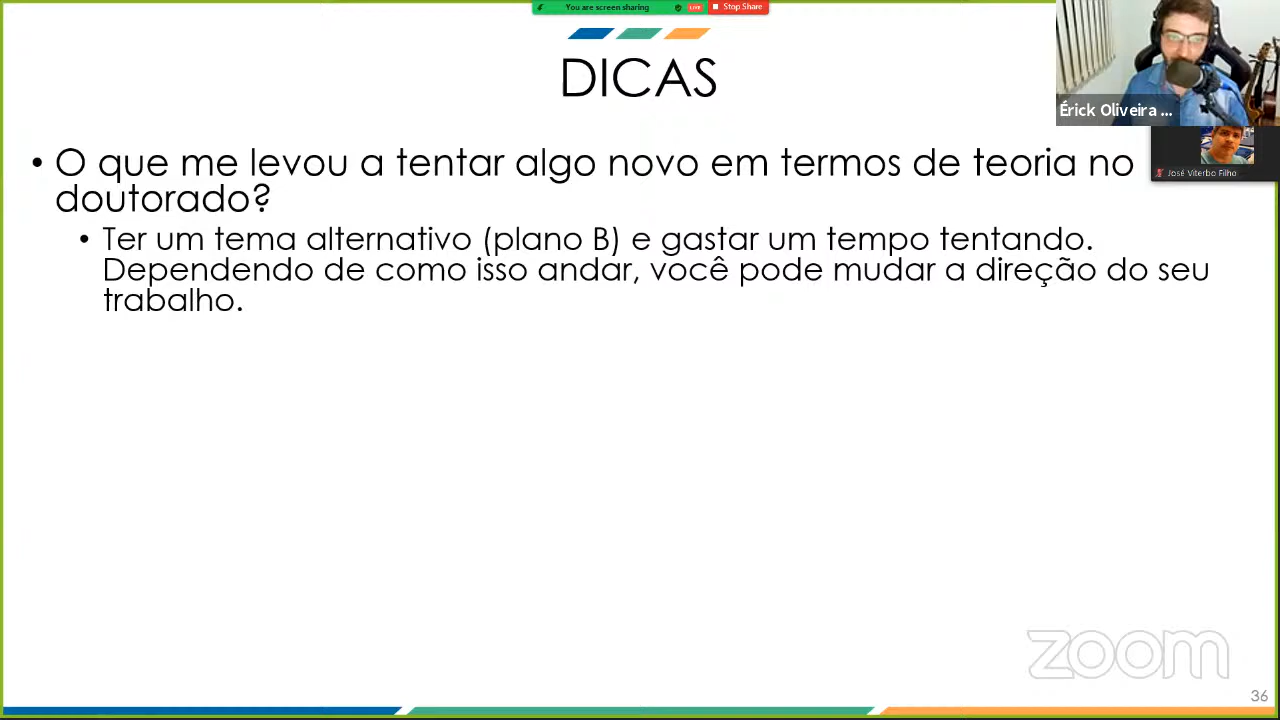 You are screen sharing
LIVE
Stop Share
DICAS
Érick Oliveira ...
José Viterbo Filho
• O que me levou a tentar algo novo em termos de teoria no
doutorado?
• Ter um tema alternativo (plano B) e gastar um tempo tentando.
Dependendo de como isso andar, você pode mudar a direção do seu
trabalho.
zoom
36